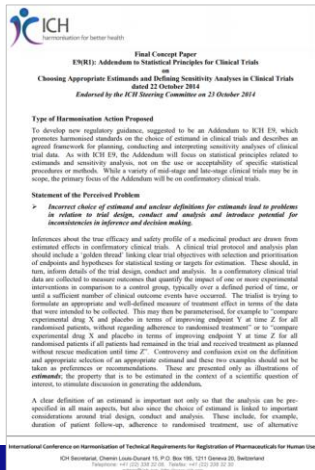 ICH
harmonisation for better health
Final Concept Paper
E9(R1): Addendum to Statistical Principles for Clinical Trials
on
Choosing Appropriate Estimands and Defining Sensitivity Analyses in Clinical Trials
dated 22 October 2014
Endorsed by the ICH Steering Committee on 23 October 2014
Type of Harmonisation Action Proposed
To develop new regulatory guidance, suggested to be an Addendum to ICH E9, which
promotes harmonised standards on the choice of estimand in clinical trials and describes an
agreed framework for planning, conducting and interpreting sensitivity analyses of clinical
trial data. As with ICH E9, the Addendum will focus on statistical principles related to
estimands and sensitivity analysis, not on the use or acceptability of specific statistical
procedures or methods. While a variety of mid-stage and late-stage clinical trials may be in
scope, the primary focus of the Addendum will be on confirmatory clinical trials.
Statement of the Perceived Problem
➢ Incorrect choice of estimand and unclear definitions for estimands lead to problems
in relation to trial design, conduct and analysis and introduce potential for
inconsistencies in inference and decision making.
Inferences about the true efficacy and safety profile of a medicinal product are drawn from
estimated effects in confirmatory clinical trials. A clinical trial protocol and analysis plan
should include a 'golden thread' linking clear trial objectives with selection and prioritisation
of endpoints and hypotheses for statistical testing or targets for estimation. These should, in
turn, inform details of the trial design, conduct and analysis. In a confirmatory clinical trial
data are collected to measure outcomes that quantify the impact of one or more experimental
interventions in comparison to a control group, typically over a defined period of time, or
until a sufficient number of clinical outcome events have occurred. The trialist is trying to
formulate an appropriate and well-defined measure of treatment effect in terms of the data
that were intended to be collected. This may then be parameterised, for example to "compare
experimental drug X and placebo in terms of improving endpoint Y at time Z for all
randomised patients, without regarding adherence to randomised treatment" or to "compare
experimental drug X and placebo in terms of improving endpoint Y at time Z for all
randomised patients if all patients had remained in the trial and received treatment as planned
without rescue medication until time Z". Controversy and confusion exist on the definition
and appropriate selection of an estimand and these two examples should not be
taken as preferences or recommendations. These are presented only as illustrations of
estimands; the property that is to be estimated in the context of a scientific question of
interest, to stimulate discussion in generating the addendum.
A clear definition of an estimand is important not only so that the analysis can be pre-
specified in all main aspects, but also since the choice of estimand is linked to important
considerations around trial design, conduct and analysis. These include, for example,
duration of patient follow-up, adherence to randomised treatment, use of alternative
International Conference on Harmonisation of Technical Requirements for Registration of Pharmaceuticals for Human Use
ICH Secretariat, Chemin Louis-Dunant 15, P.O. Box 195, 1211 Geneva 20, Switzerland